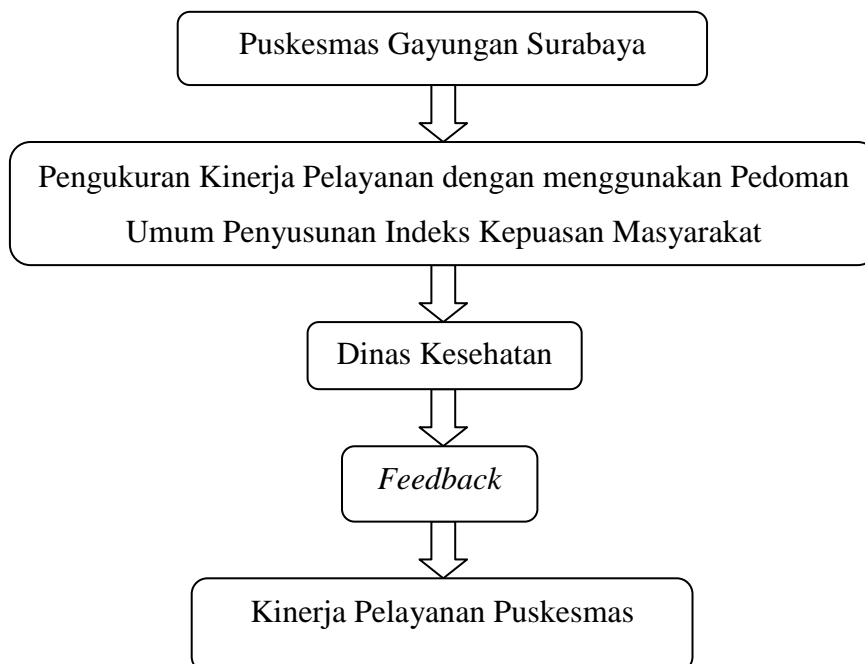 Puskesmas Gayungan Surabaya
Pengukuran Kinerja Pelayanan dengan menggunakan Pedoman
Umum Penyusunan Indeks Kepuasan Masyarakat
Dinas Kesehatan
Feedback
Kinerja Pelayanan Puskesmas